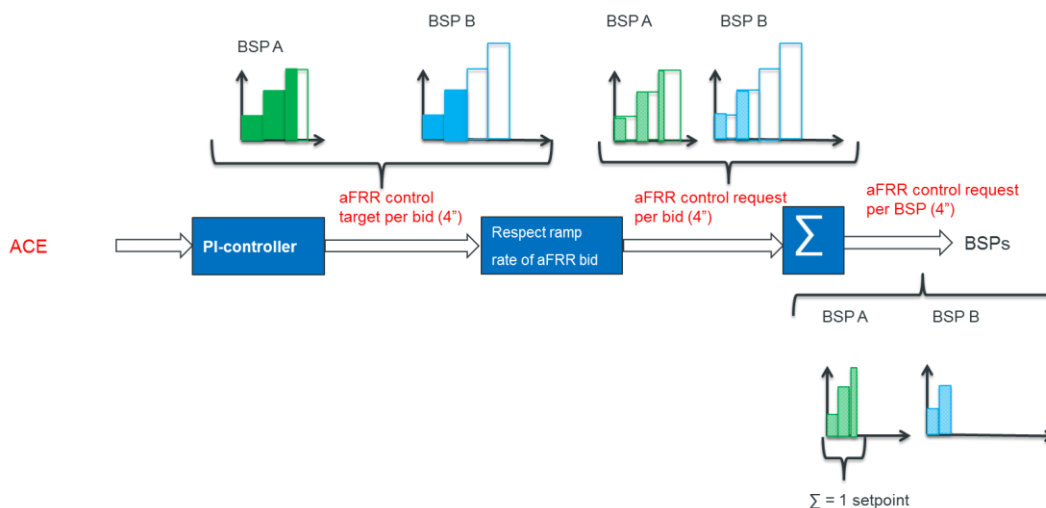 BSP A
BSP B
BSP A
BSP B
aFRR control
target per bid (4”)
aFRR control request
per bid (4”)
aFRR control request
per BSP (4”)
ACE
PI-controller
Respect ramp
rate of aFRR bid
∑
BSPs
BSP A
BSP B
∑ = 1 setpoint